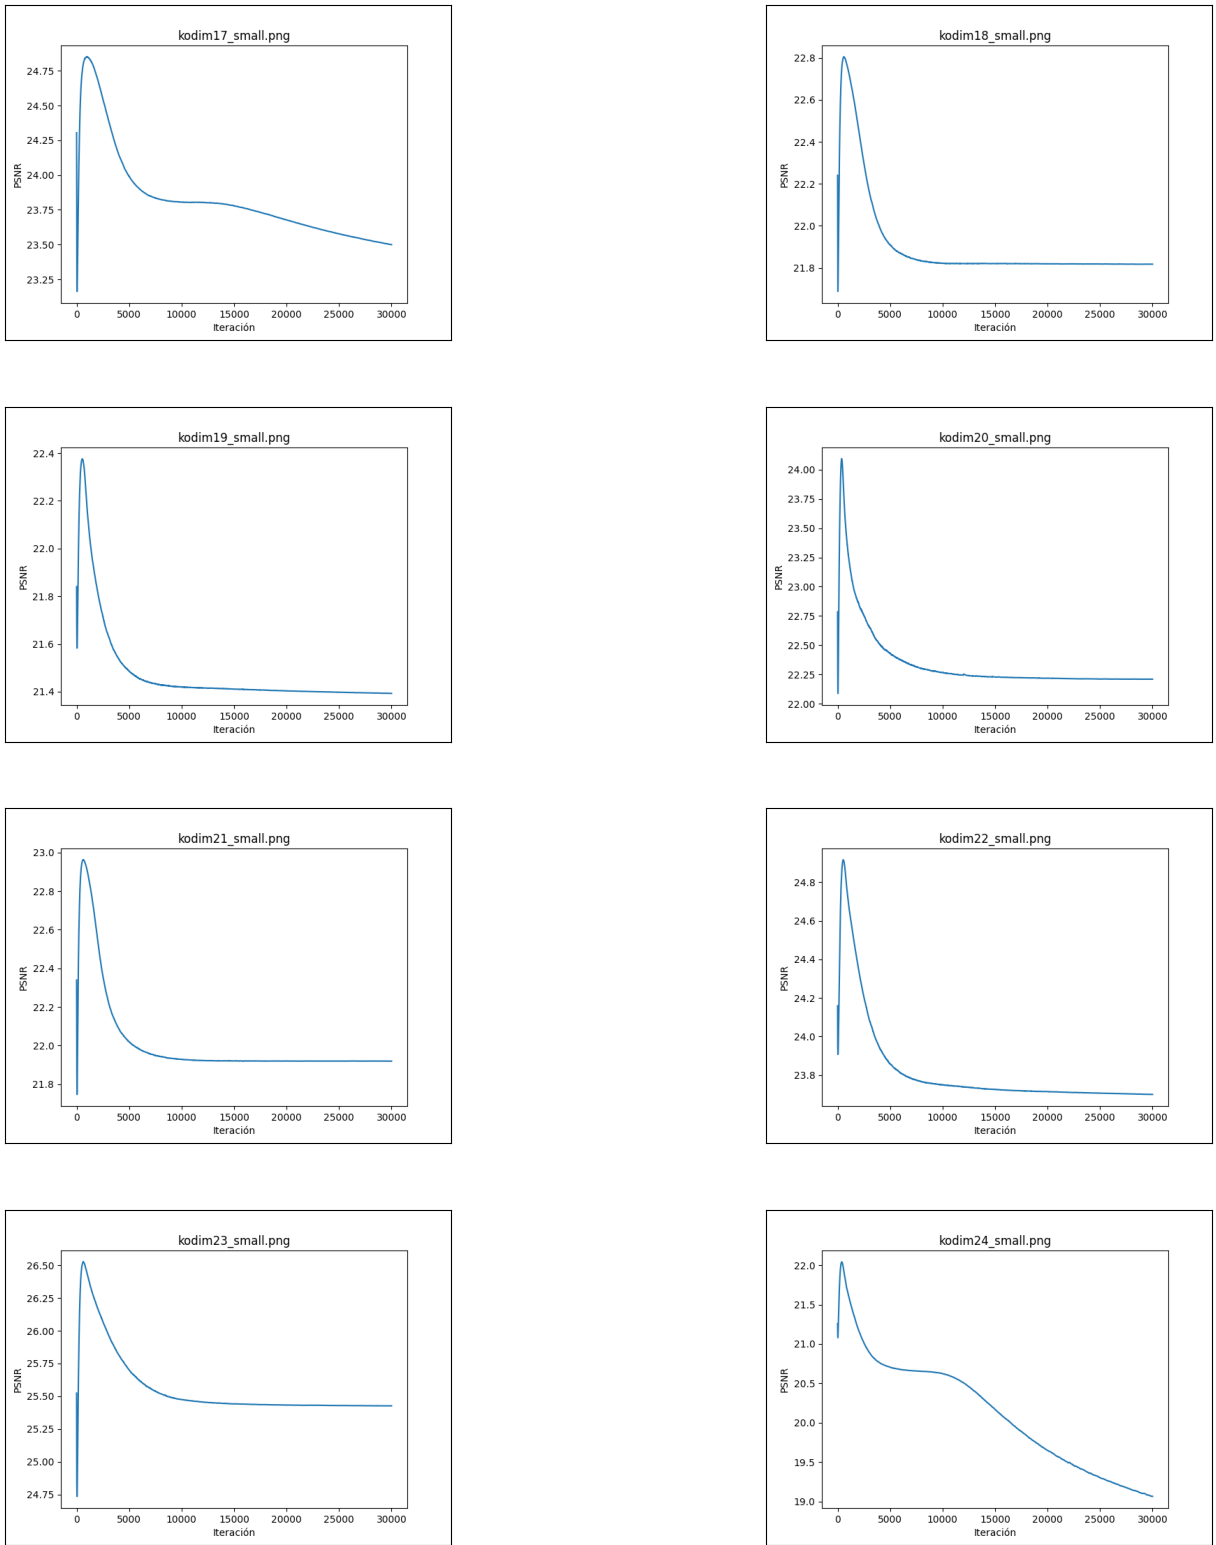 kodim17_small.png
24.75
24.50
24.25
24.00
23.75
23.50
23.25
PSNR
0 5000 10000 15000 20000 25000 30000
Iteración
kodim18_small.png
22.8
22.6
22.4
22.2
22.0
21.8
PSNR
0 5000 10000 15000 20000 25000 30000
Iteración
kodim19_small.png
22.4
22.2
22.0
21.8
21.6
21.4
PSNR
0 5000 10000 15000 20000 25000 30000
Iteración
kodim20_small.png
24.00
23.75
23.50
23.25
23.00
22.75
22.50
22.25
22.00
PSNR
0 5000 10000 15000 20000 25000 30000
Iteración
kodim21_small.png
23.0
22.8
22.6
22.4
22.2
22.0
21.8
PSNR
0 5000 10000 15000 20000 25000 30000
Iteración
kodim22_small.png
24.8
24.6
24.4
24.2
24.0
23.8
PSNR
0 5000 10000 15000 20000 25000 30000
Iteración
kodim23_small.png
26.50
26.25
26.00
25.75
25.50
25.25
25.00
24.75
PSNR
0 5000 10000 15000 20000 25000 30000
Iteración
kodim24_small.png
22.0
21.5
21.0
20.5
20.0
19.5
19.0
PSNR
0 5000 10000 15000 20000 25000 30000
Iteración